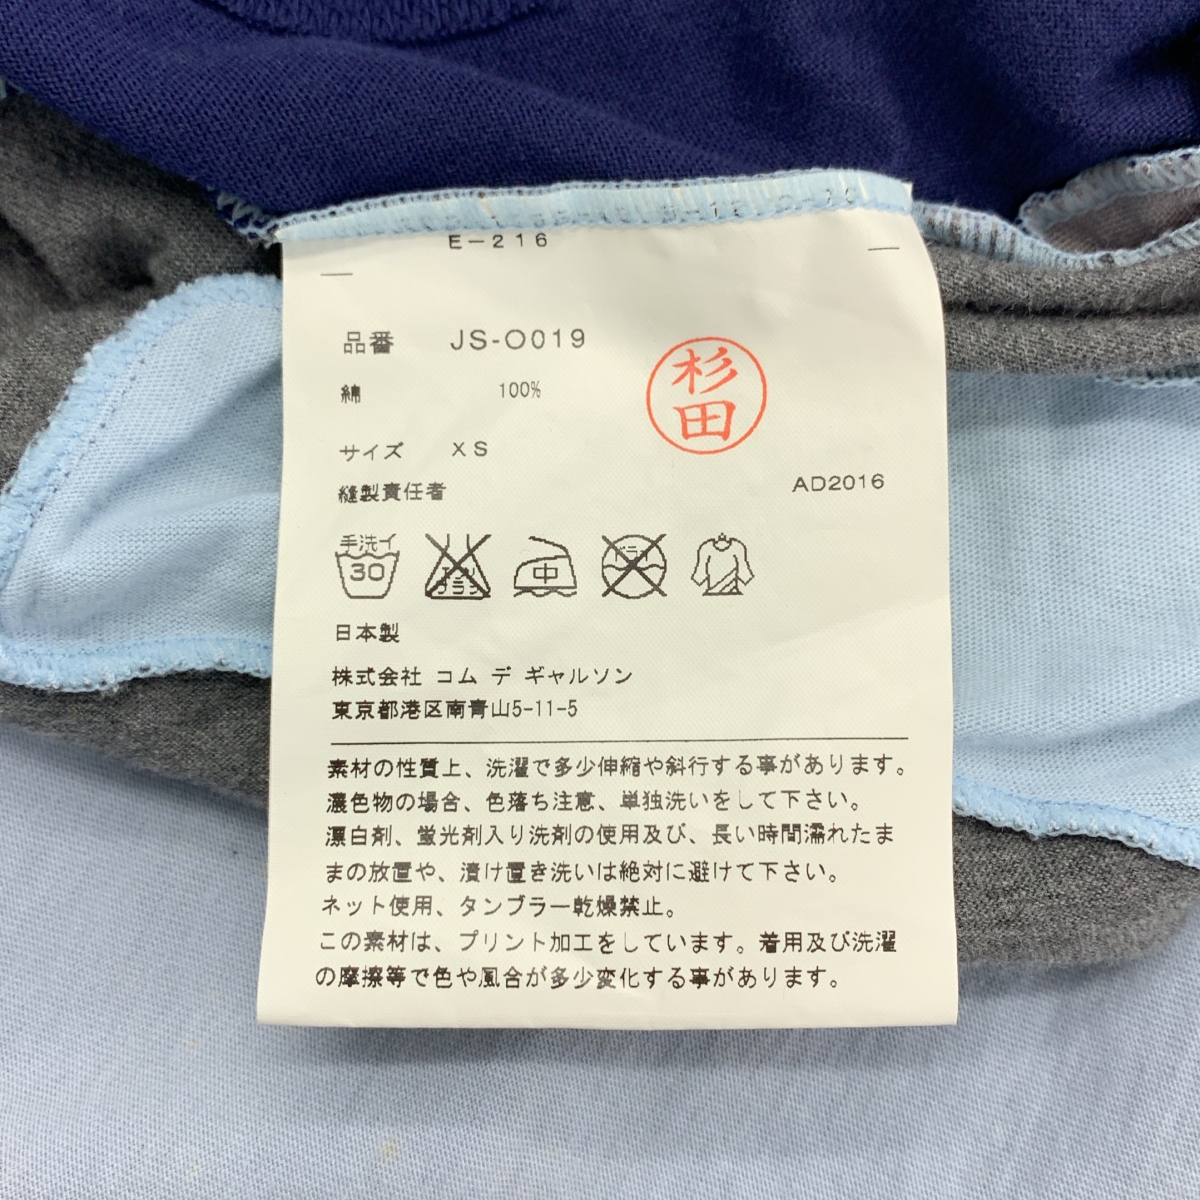 E-216
品番 JS-O019
綿 100%
杉田
サイズ XS
縫製責任者 AD2016
手洗イ
30
エンソ
サラシ
中
ドライ
日本製
株式会社 コム デ ギャルソン
東京都港区南青山5-11-5
素材の性質上、洗濯で多少伸縮や斜行する事があります。
濃色物の場合、色落ち注意、単独洗いをして下さい。
漂白剤、蛍光剤入り洗剤の使用及び、長い時間濡れたま
まの放置や、漬け置き洗いは絶対に避けて下さい。
ネット使用、タンブラー乾燥禁止。
この素材は、プリント加工をしています。着用及び洗濯
の摩擦等で色や風合が多少変化する事があります。